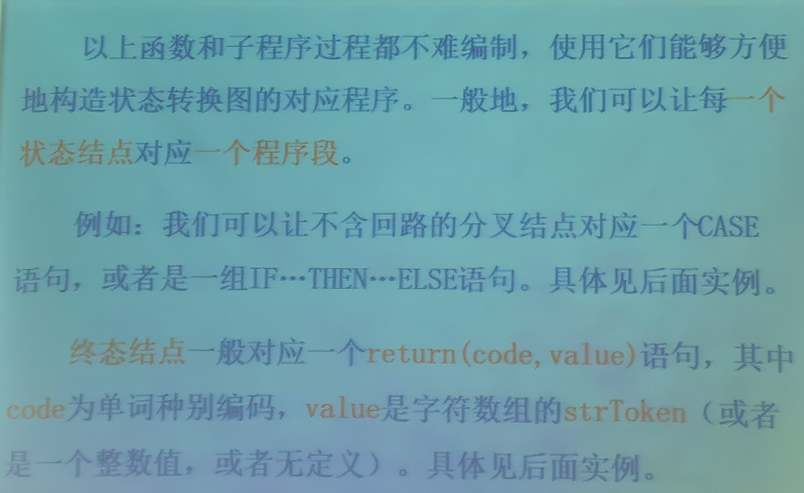 以上函数和子程序过程都不难编制，使用它们能够方便
地构造状态转换图的对应程序。一般地，我们可以让每一个
状态结点对应一个程序段。
例如：我们可以让不含回路的分叉结点对应一个CASE
语句，或者是一组IF…THEN…ELSE语句。具体见后面实例。
终态结点一般对应一个return(code,value)语句，其中
code为单词种别编码，value是字符数组的strToken（或者
是一个整数值，或者无定义）。具体见后面实例。